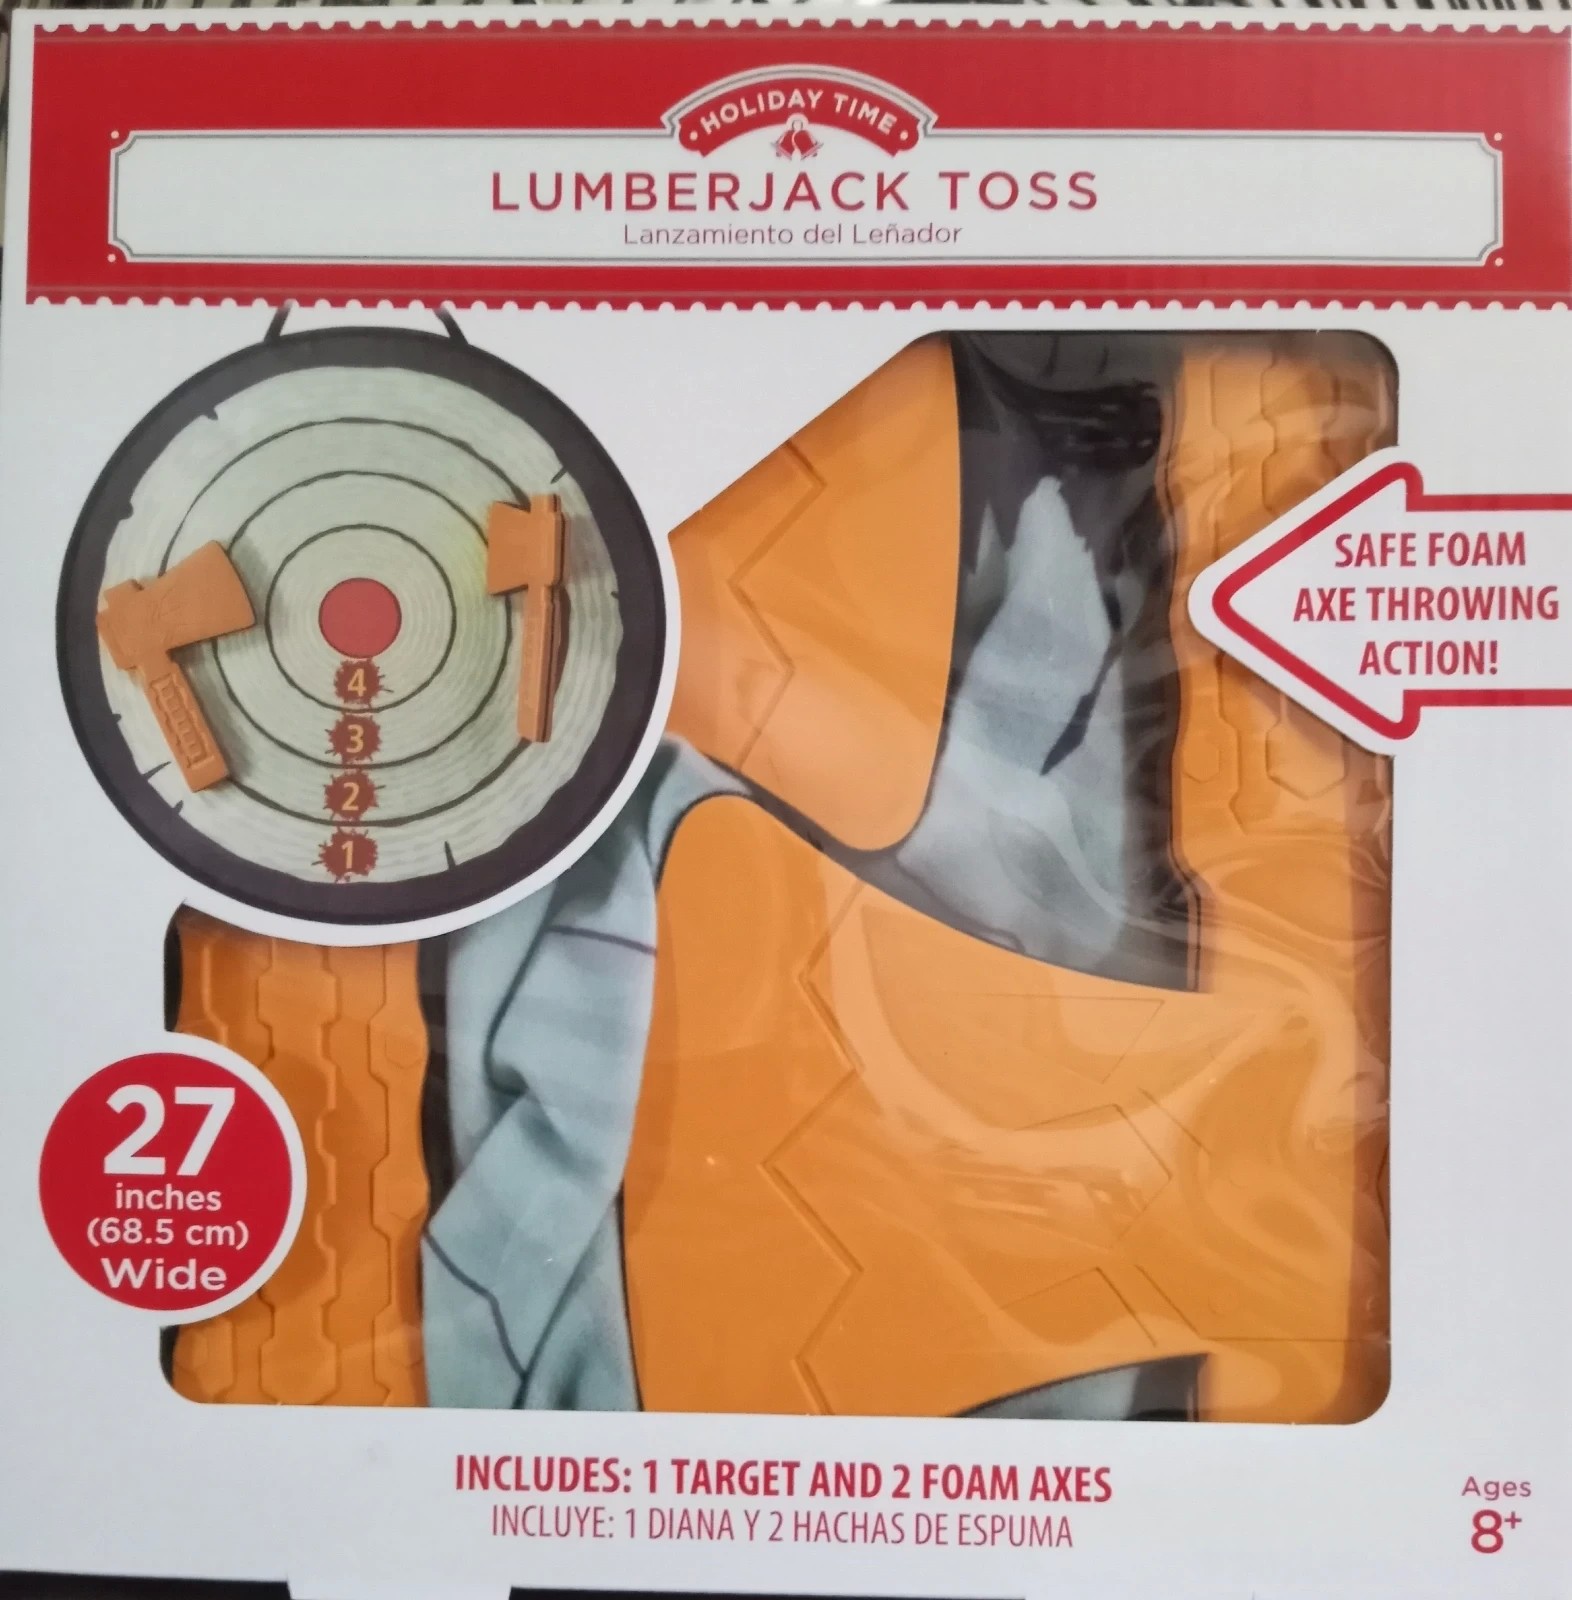 HOLIDAY TIME
LUMBERJACK TOSS
Lanzamiento del Leñador
4
3
2
1
SAFE FOAM
AXE THROWING
ACTION!
27
inches
(68.5 cm)
Wide
INCLUDES: 1 TARGET AND 2 FOAM AXES
INCLUYE: 1 DIANA Y 2 HACHAS DE ESPUMA
Ages
8+